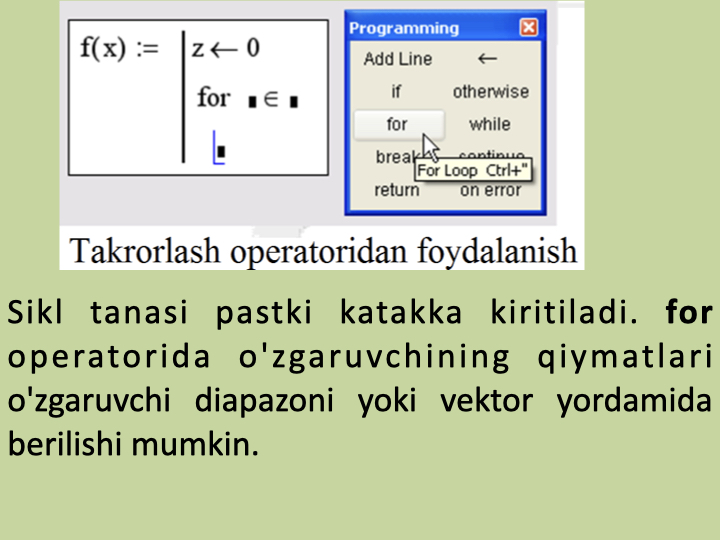 f(x) := z ← 0
for ∎ ∈ ∎
∎
Programming
Add Line ←
if otherwise
for while
break continue
For Loop Ctrl+"
return on error
Takrorlash operatoridan foydalanish
Sikl tanasi pastki katakka kiritiladi. for
operatorida o'zgaruvchining qiymatlari
o'zgaruvchi diapazoni yoki vektor yordamida
berilishi mumkin.